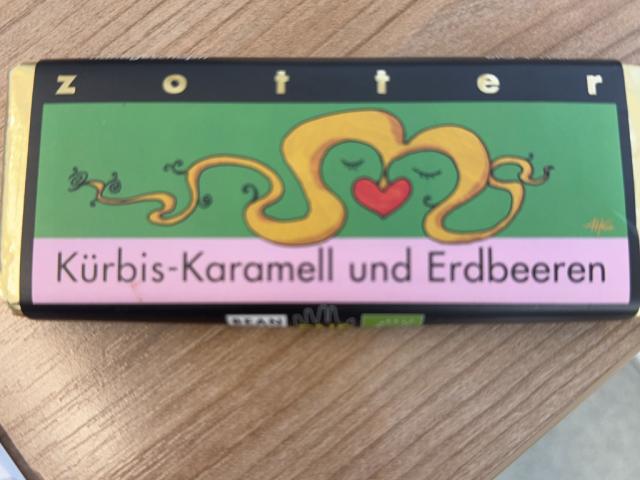 zotter
Kürbis-Karamell und Erdbeeren
BEAN